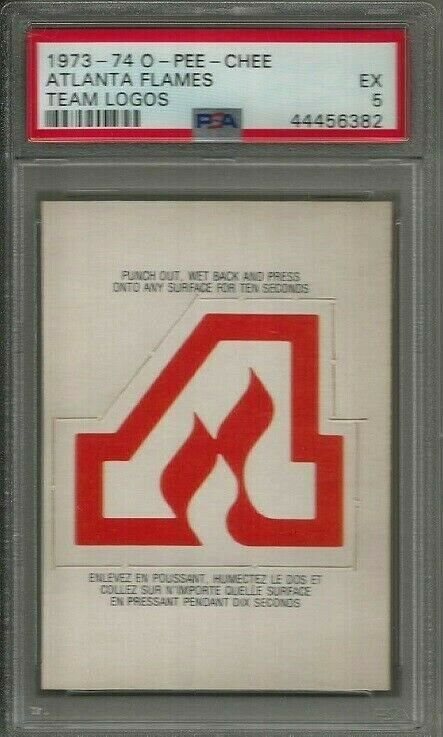 1973-74 O-PEE-CHEE
ATLANTA FLAMES EX
TEAM LOGOS 5
PSA 44456382
PUNCH OUT, WET BACK AND PRESS
ONTO ANY SURFACE FOR TEN SECONDS
ENLEVEZ EN POUSSANT, HUMECTEZ LE DOS ET
COLLEZ SUR N'IMPORTE QUELLE SURFACE
EN PRESSANT PENDANT DIX SECONDS